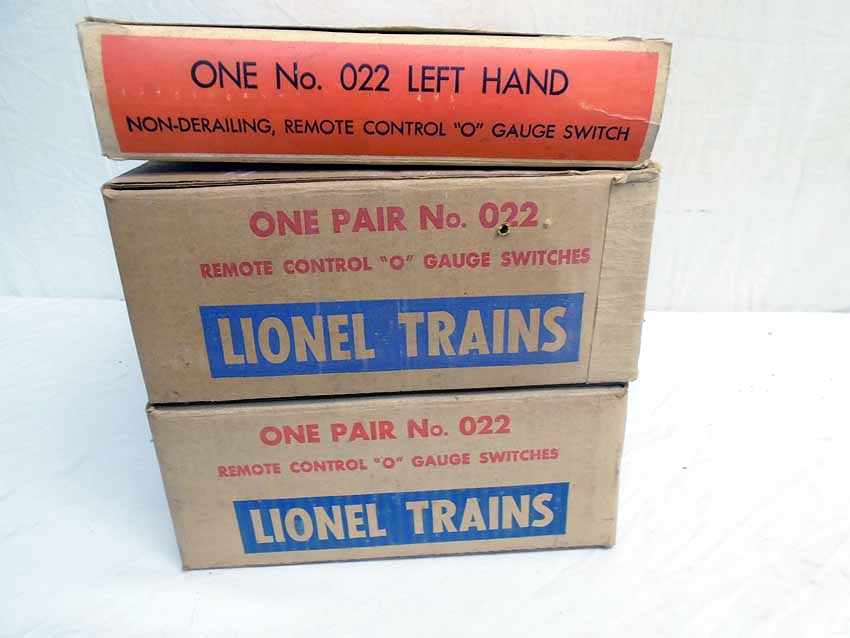 ONE No. 022 LEFT HAND
NON-DERAILING, REMOTE CONTROL "O" GAUGE SWITCH
ONE PAIR No. 022
REMOTE CONTROL "O" GAUGE SWITCHES
LIONEL TRAINS
ONE PAIR No. 022
REMOTE CONTROL "O" GAUGE SWITCHES
LIONEL TRAINS